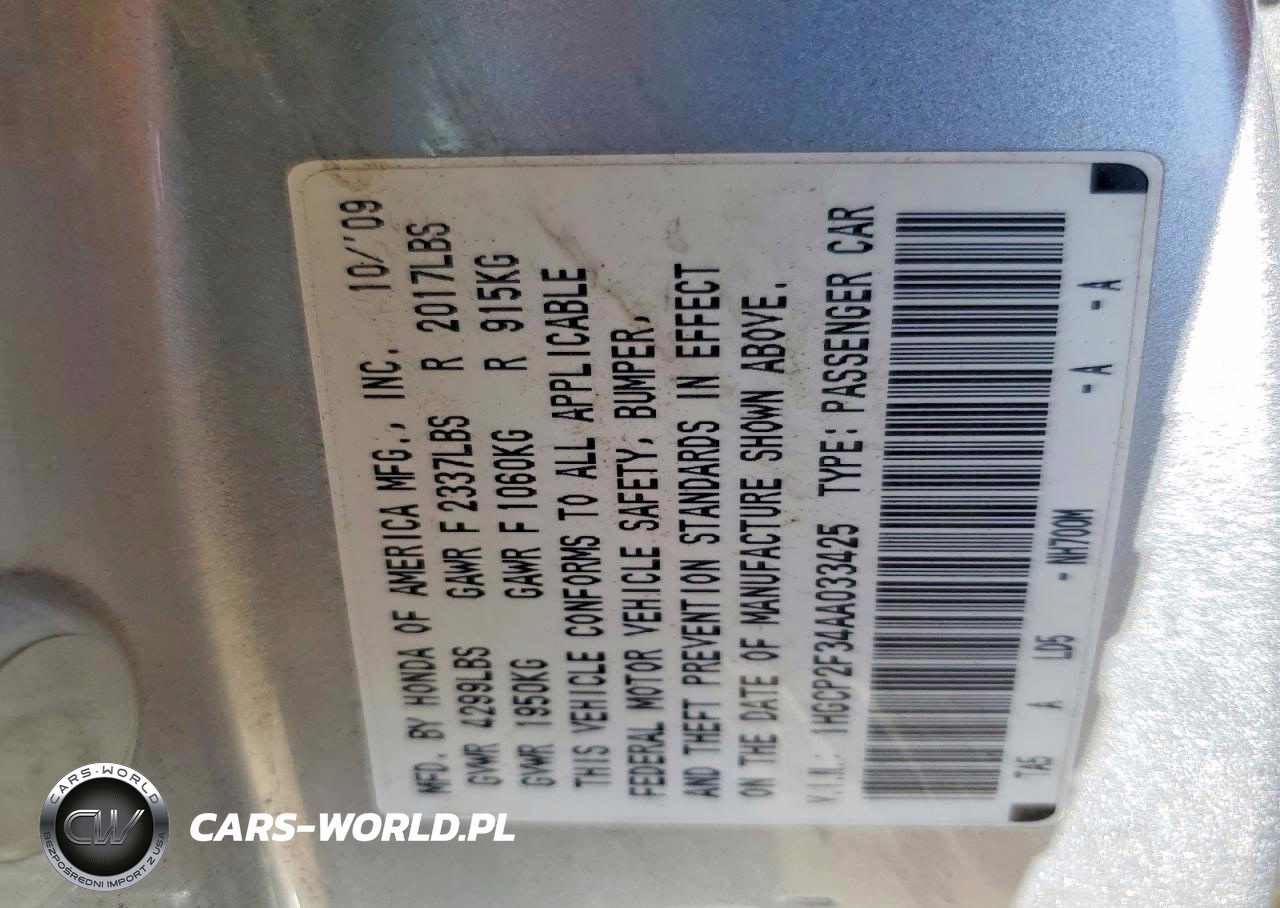 MFD. BY HONDA OF AMERICA MFG., INC. 10/'09
GVWR 4299LBS GAWR F 2337LBS R 2017LBS
GVWR 1950KG GAWR F 1060KG R 915KG
THIS VEHICLE CONFORMS TO ALL APPLICABLE
FEDERAL MOTOR VEHICLE SAFETY, BUMPER,
AND THEFT PREVENTION STANDARDS IN EFFECT
ON THE DATE OF MANUFACTURE SHOWN ABOVE.
V.I.N.: 1HGCP2F34AA033425 TYPE: PASSENGER CAR
TA5 A LD5 - NH700M -A -A
CARS-WORLD
CW
BEZPOŚREDNI IMPORT Z USA
CARS-WORLD.PL